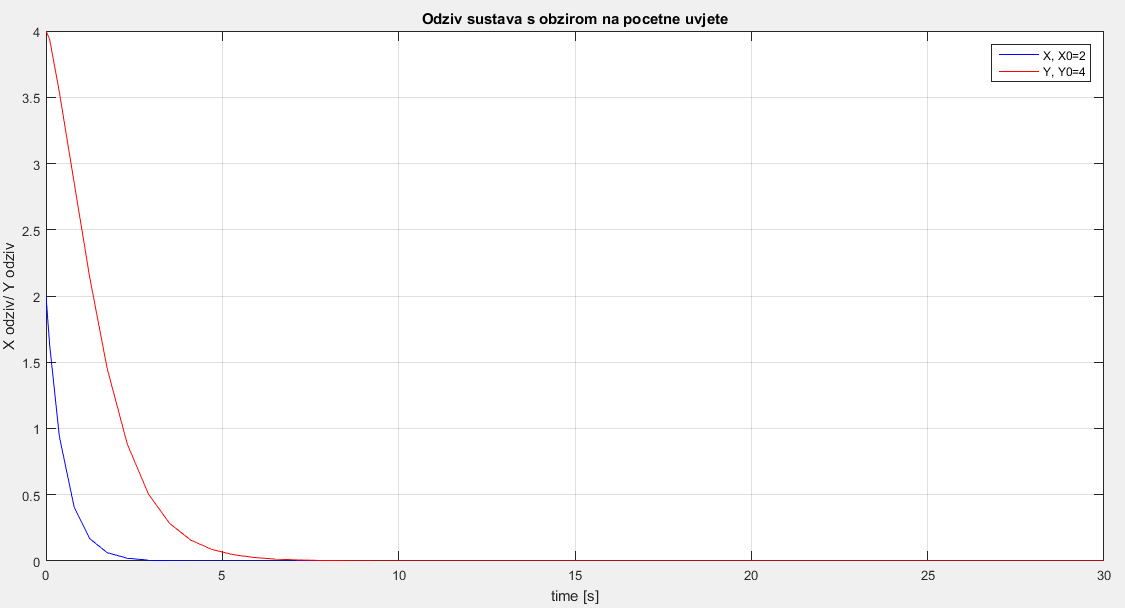 Odziv sustava s obzirom na pocetne uvjete
X, X0=2
Y, Y0=4
X odziv/ Y odziv
4
3.5
3
2.5
2
1.5
1
0.5
0
0 5 10 15 20 25 30
time [s]